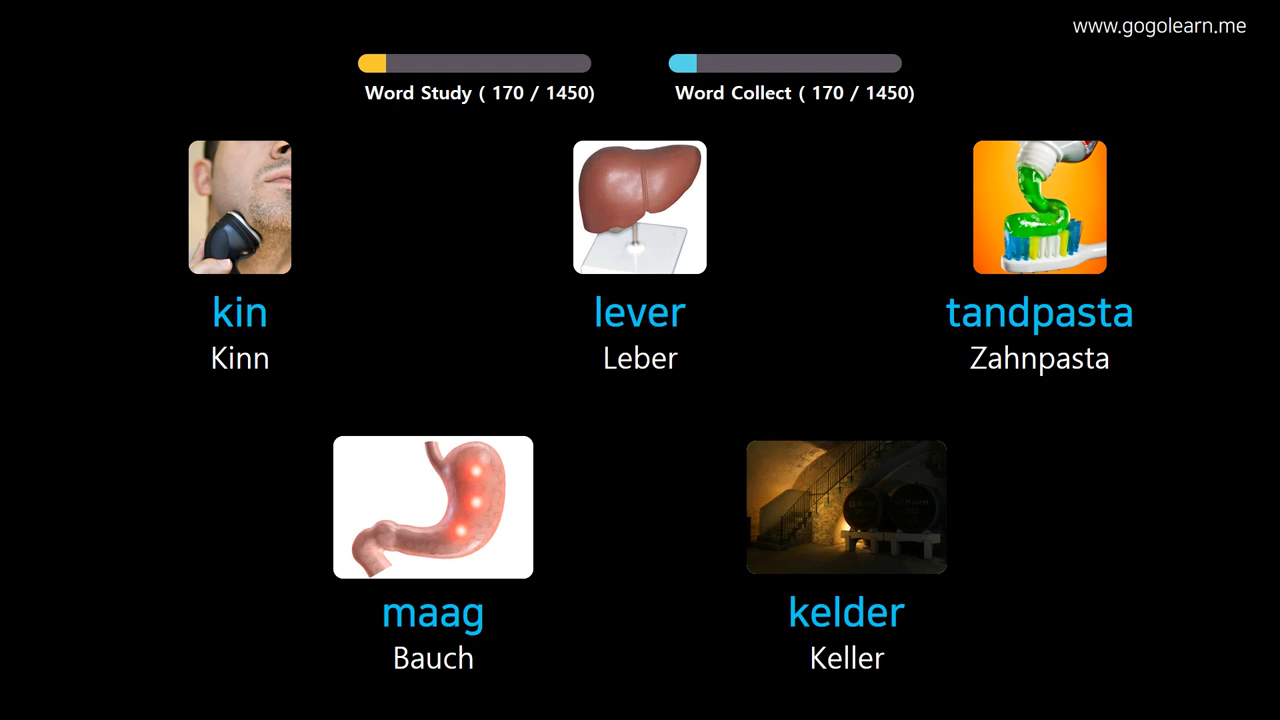 www.gogolearn.me
Word Study ( 170 / 1450)
Word Collect ( 170 / 1450)
kin
Kinn
lever
Leber
tandpasta
Zahnpasta
maag
Bauch
kelder
Keller